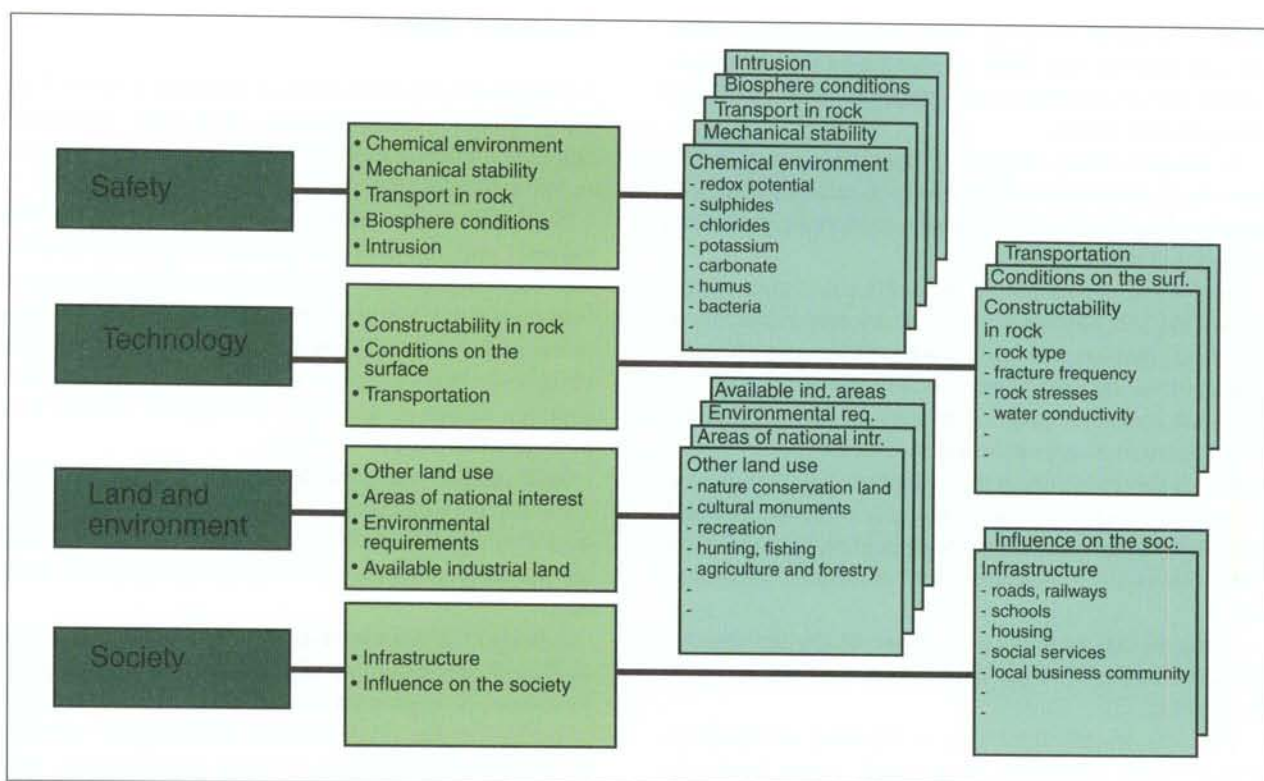 Safety
• Chemical environment
• Mechanical stability
• Transport in rock
• Biosphere conditions
• Intrusion
Intrusion
Biosphere conditions
Transport in rock
Mechanical stability
Chemical environment
- redox potential
- sulphides
- chlorides
- potassium
- carbonate
- humus
- bacteria
-
-
Technology
• Constructability in rock
• Conditions on the
surface
• Transportation
Transportation
Conditions on the surf.
Constructability
in rock
- rock type
- fracture frequency
- rock stresses
- water conductivity
-
-
Land and
environment
• Other land use
• Areas of national interest
• Environmental
requirements
• Available industrial land
Available ind. areas
Environmental req.
Areas of national intr.
Other land use
- nature conservation land
- cultural monuments
- recreation
- hunting, fishing
- agriculture and forestry
-
-
Society
• Infrastructure
• Influence on the society
Influence on the soc.
Infrastructure
- roads, railways
- schools
- housing
- social services
- local business community
-
-